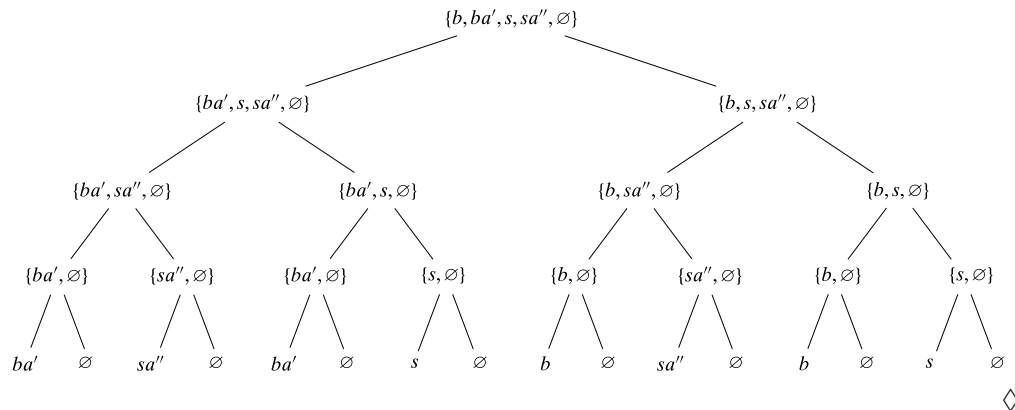 {b, ba′, s, sa″, ∅}
{ba′, s, sa″, ∅} {b, s, sa″, ∅}
{ba′, sa″, ∅} {ba′, s, ∅} {b, sa″, ∅} {b, s, ∅}
{ba′, ∅} {sa″, ∅} {ba′, ∅} {s, ∅} {b, ∅} {sa″, ∅} {b, ∅} {s, ∅}
ba′ ∅ sa″ ∅ ba′ ∅ s ∅ b ∅ sa″ ∅ b ∅ s ∅
◊